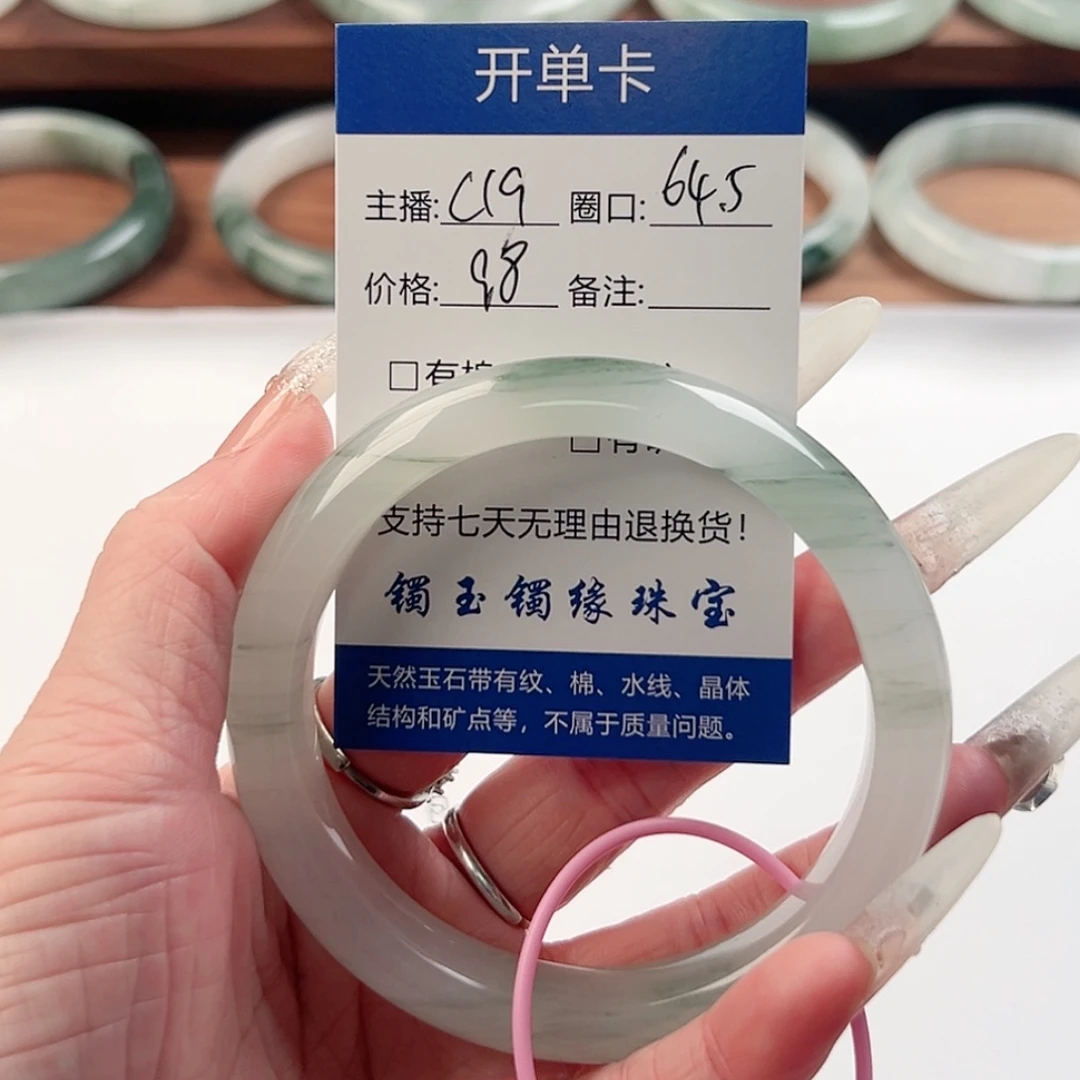 开单卡
主播: C19 圈口: 64.5
价格: 98 备注:
□有
□有
支持七天无理由退换货！
镯玉镯缘珠宝
天然玉石带有纹、棉、水线、晶体
结构和矿点等，不属于质量问题。